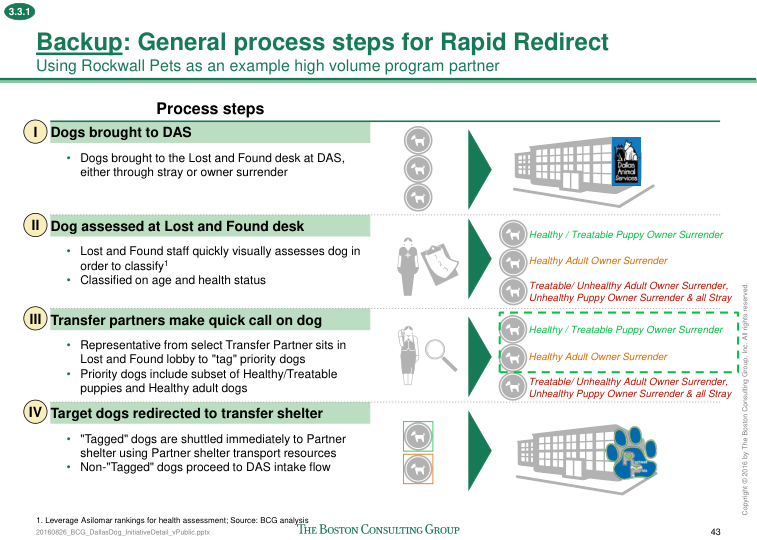 3.3.1
Backup: General process steps for Rapid Redirect
Using Rockwall Pets as an example high volume program partner
Process steps
I
Dogs brought to DAS
• Dogs brought to the Lost and Found desk at DAS,
either through stray or owner surrender
Dallas
Animal
Services
II
Dog assessed at Lost and Found desk
• Lost and Found staff quickly visually assesses dog in
order to classify1
• Classified on age and health status
Healthy / Treatable Puppy Owner Surrender
Healthy Adult Owner Surrender
Treatable/ Unhealthy Adult Owner Surrender,
Unhealthy Puppy Owner Surrender & all Stray
III
Transfer partners make quick call on dog
• Representative from select Transfer Partner sits in
Lost and Found lobby to "tag" priority dogs
• Priority dogs include subset of Healthy/Treatable
puppies and Healthy adult dogs
Healthy / Treatable Puppy Owner Surrender
Healthy Adult Owner Surrender
Treatable/ Unhealthy Adult Owner Surrender,
Unhealthy Puppy Owner Surrender & all Stray
IV
Target dogs redirected to transfer shelter
• "Tagged" dogs are shuttled immediately to Partner
shelter using Partner shelter transport resources
• Non-"Tagged" dogs proceed to DAS intake flow
1. Leverage Asilomar rankings for health assessment; Source: BCG analysis
20160826_BCG_DallasDog_InitiativeDetail_vPublic.pptx
THE BOSTON CONSULTING GROUP
43
Copyright © 2016 by The Boston Consulting Group, Inc. All rights reserved.